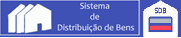 Sistema
de
Distribuição de Bens
SDB